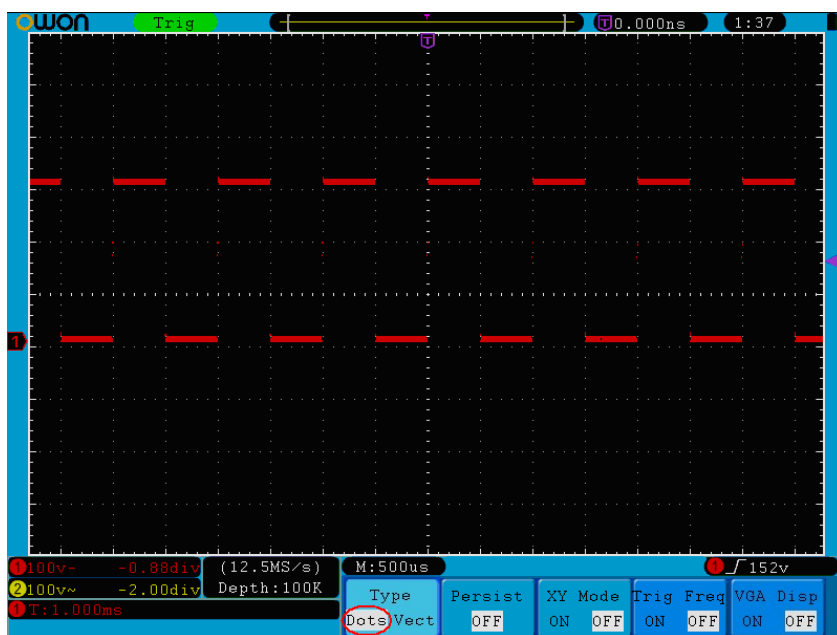 OWON Trig T 0.000ns 1:37
T
1
1 100v- -0.88div (12.5MS/s) M:500us 1 152v
2 100v~ -2.00div Depth:100K
1 T:1.000ms
Type Persist XY Mode Trig Freq VGA Disp
Dots Vect OFF ON OFF ON OFF ON OFF